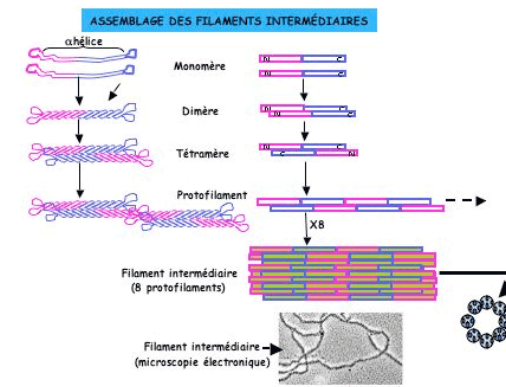 ASSEMBLAGE DES FILAMENTS INTERMÉDIAIRES
αhélice
Monomère
N C
N C
Dimère
N C
N C
Tétramère
N C
C N
Protofilament
X8
Filament intermédiaire
(8 protofilaments)
Filament intermédiaire
(microscopie électronique)